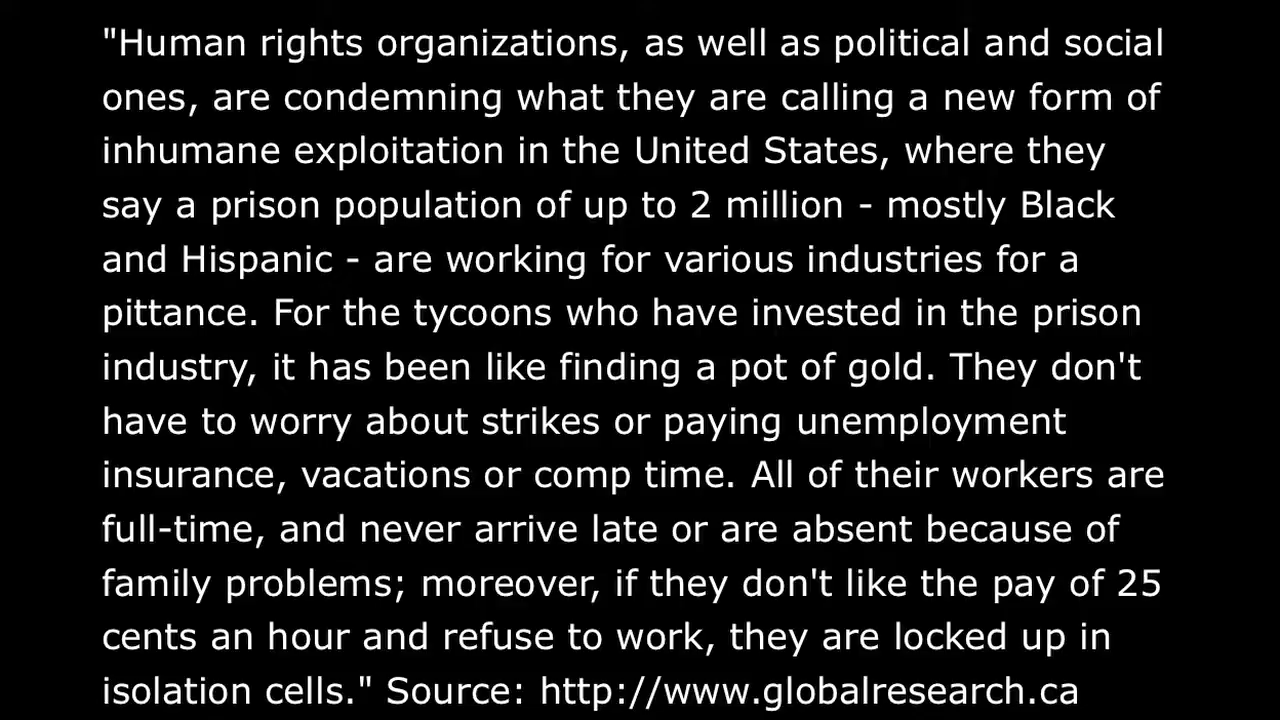 "Human rights organizations, as well as political and social
ones, are condemning what they are calling a new form of
inhumane exploitation in the United States, where they
say a prison population of up to 2 million - mostly Black
and Hispanic - are working for various industries for a
pittance. For the tycoons who have invested in the prison
industry, it has been like finding a pot of gold. They don't
have to worry about strikes or paying unemployment
insurance, vacations or comp time. All of their workers are
full-time, and never arrive late or are absent because of
family problems; moreover, if they don't like the pay of 25
cents an hour and refuse to work, they are locked up in
isolation cells." Source: http://www.globalresearch.ca